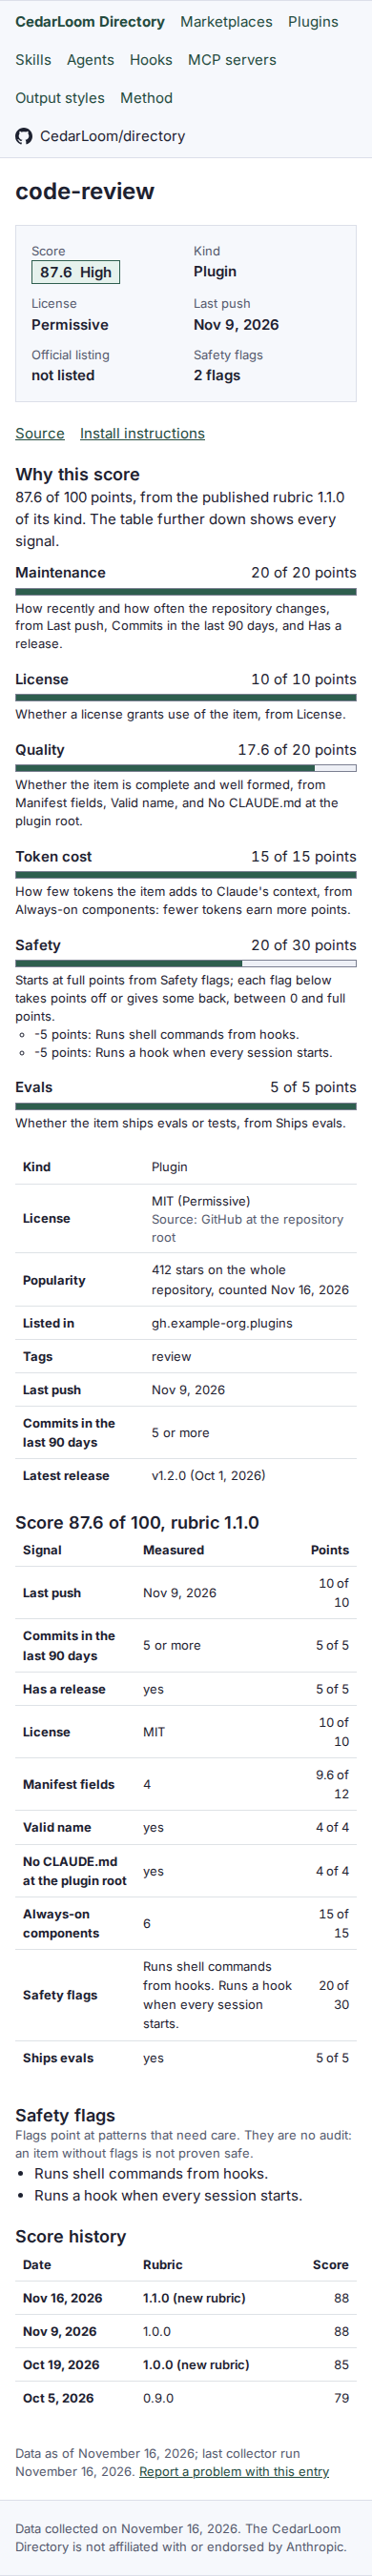 CedarLoom Directory Marketplaces Plugins
Skills Agents Hooks MCP servers
Output styles Method
CedarLoom/directory
code-review
Score Kind
87.6 High Plugin
License Last push
Permissive Nov 9, 2026
Official listing Safety flags
not listed 2 flags
Source Install instructions
Why this score
87.6 of 100 points, from the published rubric 1.1.0
of its kind. The table further down shows every
signal.
Maintenance 20 of 20 points
How recently and how often the repository changes,
from Last push, Commits in the last 90 days, and Has a
release.
License 10 of 10 points
Whether a license grants use of the item, from License.
Quality 17.6 of 20 points
Whether the item is complete and well formed, from
Manifest fields, Valid name, and No CLAUDE.md at the
plugin root.
Token cost 15 of 15 points
How few tokens the item adds to Claude's context, from
Always-on components: fewer tokens earn more points.
Safety 20 of 30 points
Starts at full points from Safety flags; each flag below
takes points off or gives some back, between 0 and full
points.
-5 points: Runs shell commands from hooks.
-5 points: Runs a hook when every session starts.
Evals 5 of 5 points
Whether the item ships evals or tests, from Ships evals.
Kind Plugin
License MIT (Permissive)
Source: GitHub at the repository
root
Popularity 412 stars on the whole
repository, counted Nov 16, 2026
Listed in gh.example-org.plugins
Tags review
Last push Nov 9, 2026
Commits in the
last 90 days 5 or more
Latest release v1.2.0 (Oct 1, 2026)
Score 87.6 of 100, rubric 1.1.0
Signal Measured Points
Last push Nov 9, 2026 10 of
10
Commits in the
last 90 days 5 or more 5 of 5
Has a release yes 5 of 5
License MIT 10 of
10
Manifest fields 4 9.6 of
12
Valid name yes 4 of 4
No CLAUDE.md
at the plugin root yes 4 of 4
Always-on
components 6 15 of
15
Safety flags Runs shell commands
from hooks. Runs a hook
when every session
starts. 20 of
30
Ships evals yes 5 of 5
Safety flags
Flags point at patterns that need care. They are no audit:
an item without flags is not proven safe.
Runs shell commands from hooks.
Runs a hook when every session starts.
Score history
Date Rubric Score
Nov 16, 2026 1.1.0 (new rubric) 88
Nov 9, 2026 1.0.0 88
Oct 19, 2026 1.0.0 (new rubric) 85
Oct 5, 2026 0.9.0 79
Data as of November 16, 2026; last collector run
November 16, 2026. Report a problem with this entry
Data collected on November 16, 2026. The CedarLoom
Directory is not affiliated with or endorsed by Anthropic.